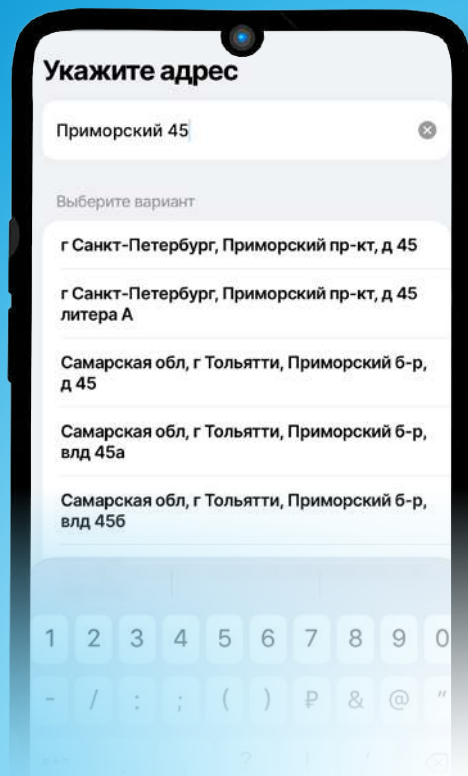 Укажите адрес
Приморский 45
Выберите вариант
г Санкт-Петербург, Приморский пр-кт, д 45
г Санкт-Петербург, Приморский пр-кт, д 45
литера А
Самарская обл, г Тольятти, Приморский б-р,
д 45
Самарская обл, г Тольятти, Приморский б-р,
влд 45а
Самарская обл, г Тольятти, Приморский б-р,
влд 45б
1 2 3 4 5 6 7 8 9 0
- / : ; ( ) ₽ & @ "
? ! '